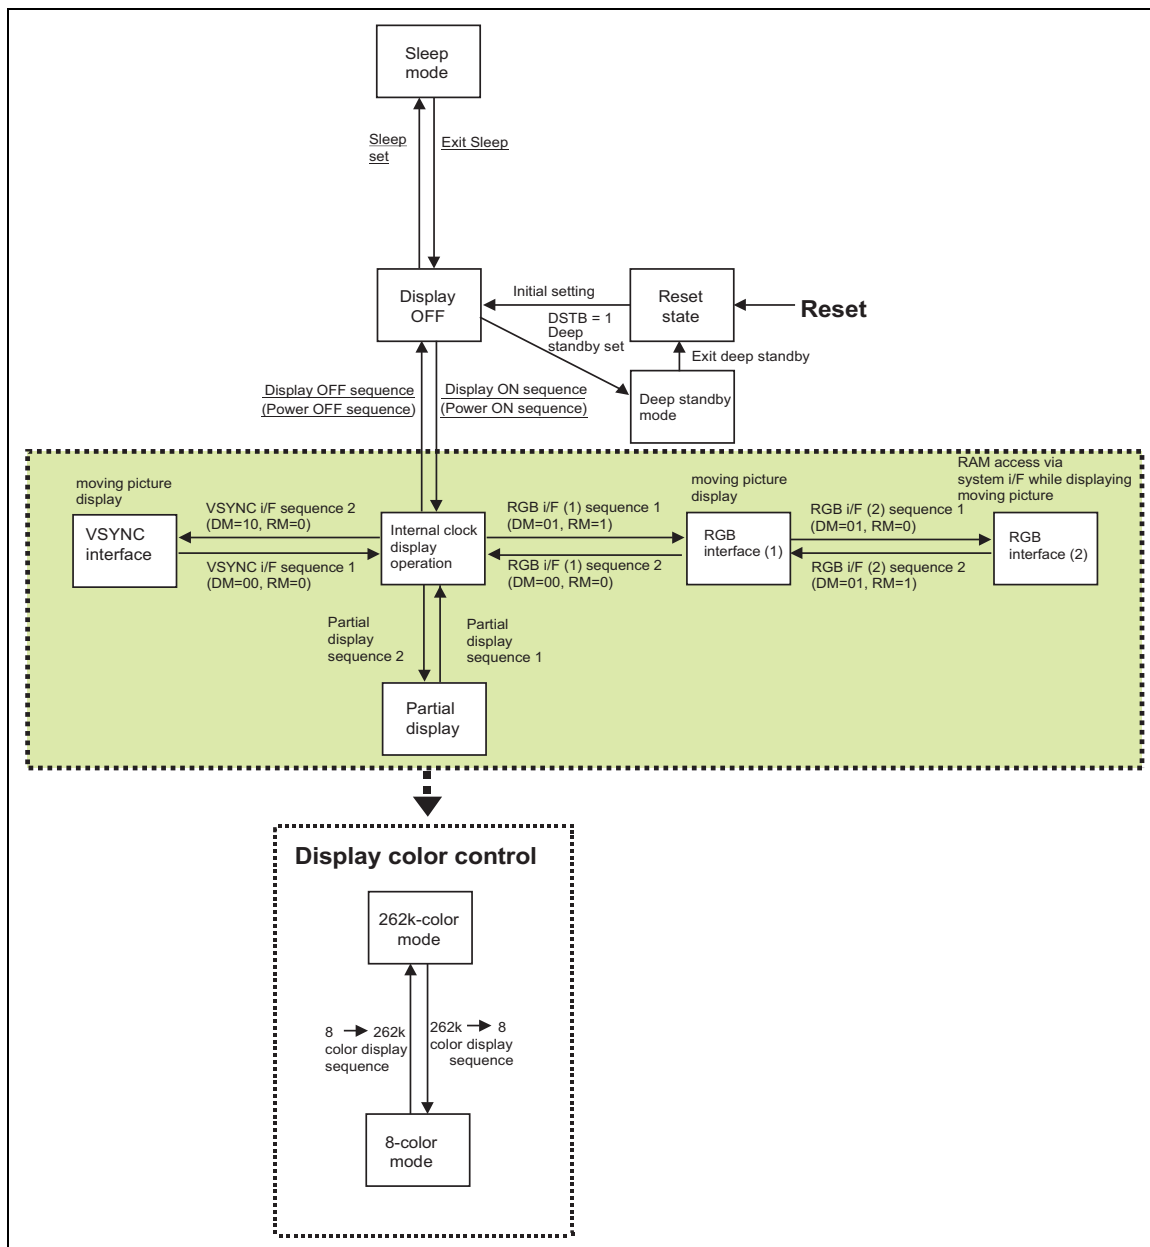 Sleep
mode
Sleep
set
Exit Sleep
Display
OFF
Initial setting
Reset
state
Reset
DSTB = 1
Deep
standby set
Exit deep standby
Deep standby
mode
Display OFF sequence
(Power OFF sequence)
Display ON sequence
(Power ON sequence)
moving picture
display
VSYNC
interface
VSYNC i/F sequence 2
(DM=10, RM=0)
VSYNC i/F sequence 1
(DM=00, RM=0)
Internal clock
display
operation
RGB i/F (1) sequence 1
(DM=01, RM=1)
RGB i/F (1) sequence 2
(DM=00, RM=0)
moving picture
display
RGB
interface (1)
RGB i/F (2) sequence 1
(DM=01, RM=0)
RGB i/F (2) sequence 2
(DM=01, RM=1)
RAM access via
system i/F while displaying
moving picture
RGB
interface (2)
Partial
display
sequence 2
Partial
display
sequence 1
Partial
display
Display color control
262k-color
mode
8 → 262k
color display
sequence
262k → 8
color display
sequence
8-color
mode